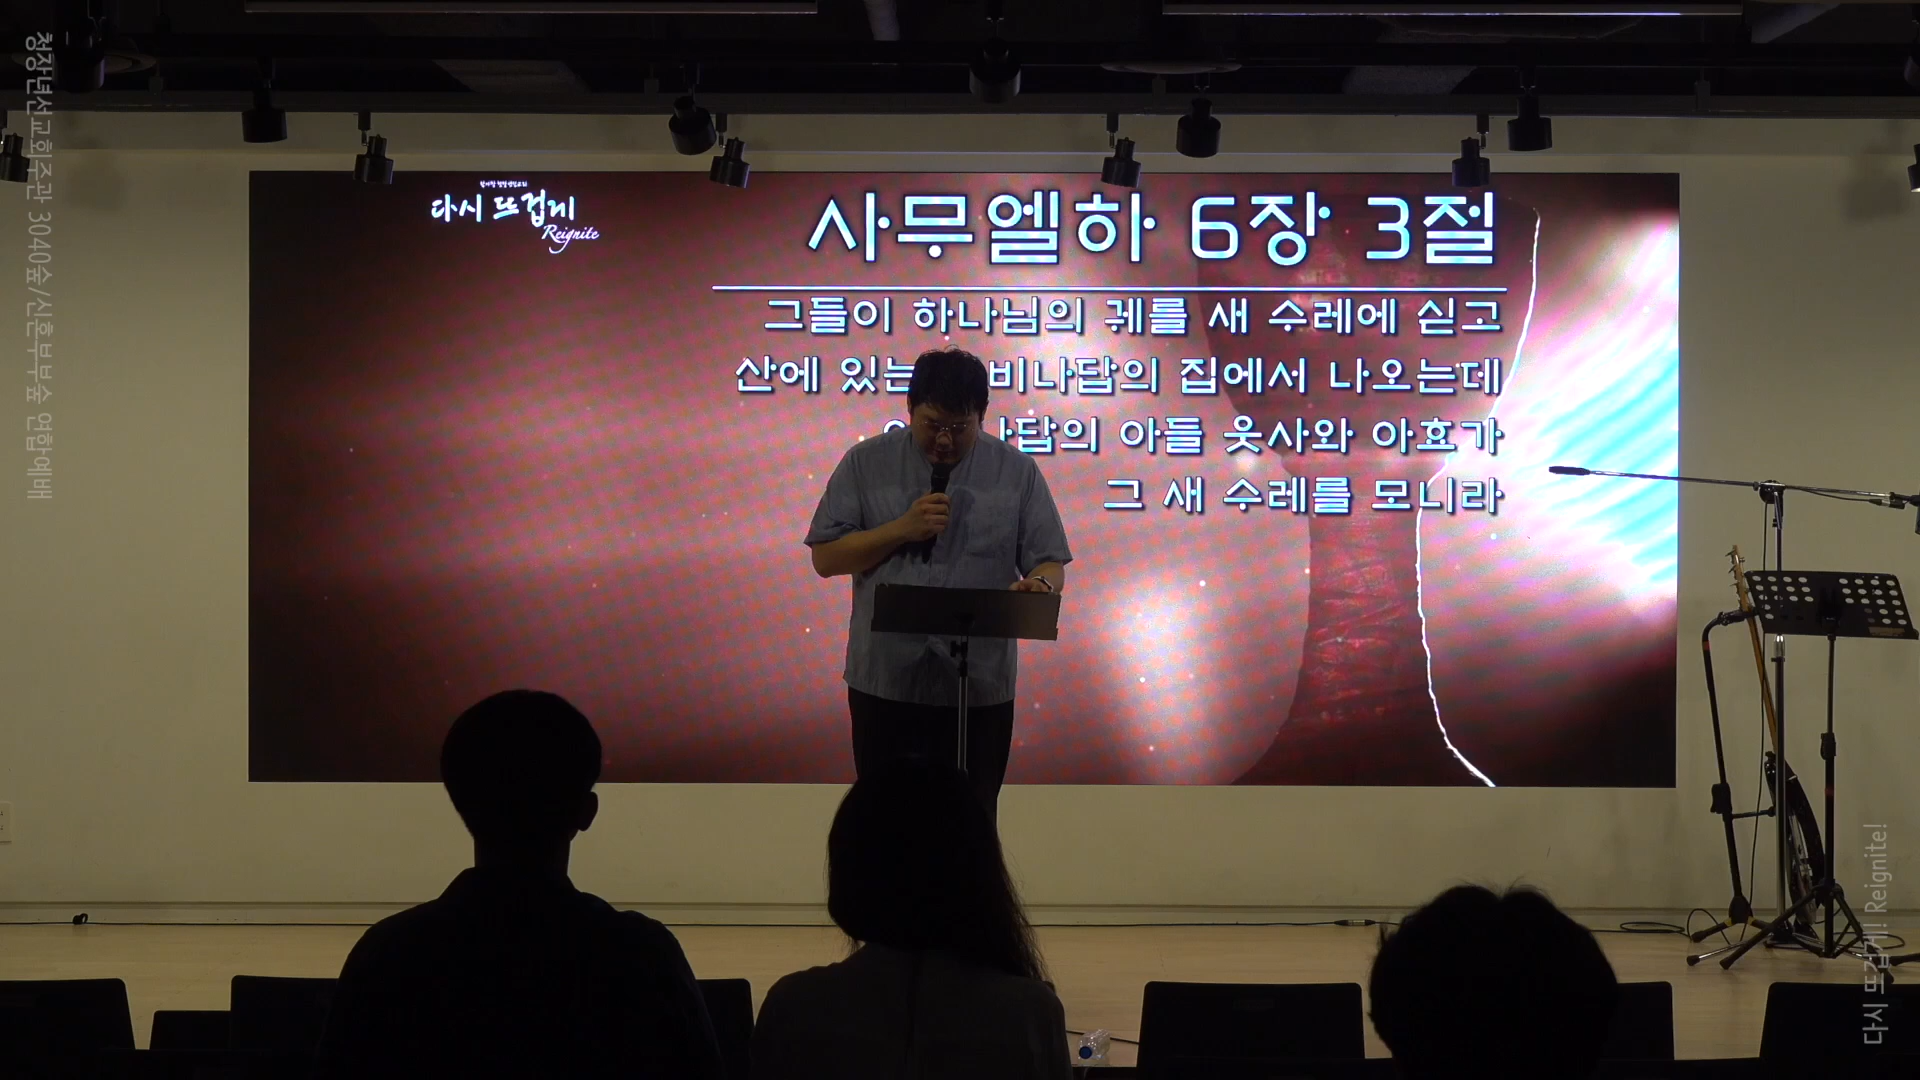 청장년선교회주관 3040숲/신혼부부숲 연합예배
다시 뜨겁게
Reignite
사무엘하 6장 3절
그들이 하나님의 궤를 새 수레에 싣고
산에 있는 비나답의 집에서 나오는데
답의 아들 웃사와 아효가
그 새 수레를 모니라
다시 뜨겁게! Reignite!